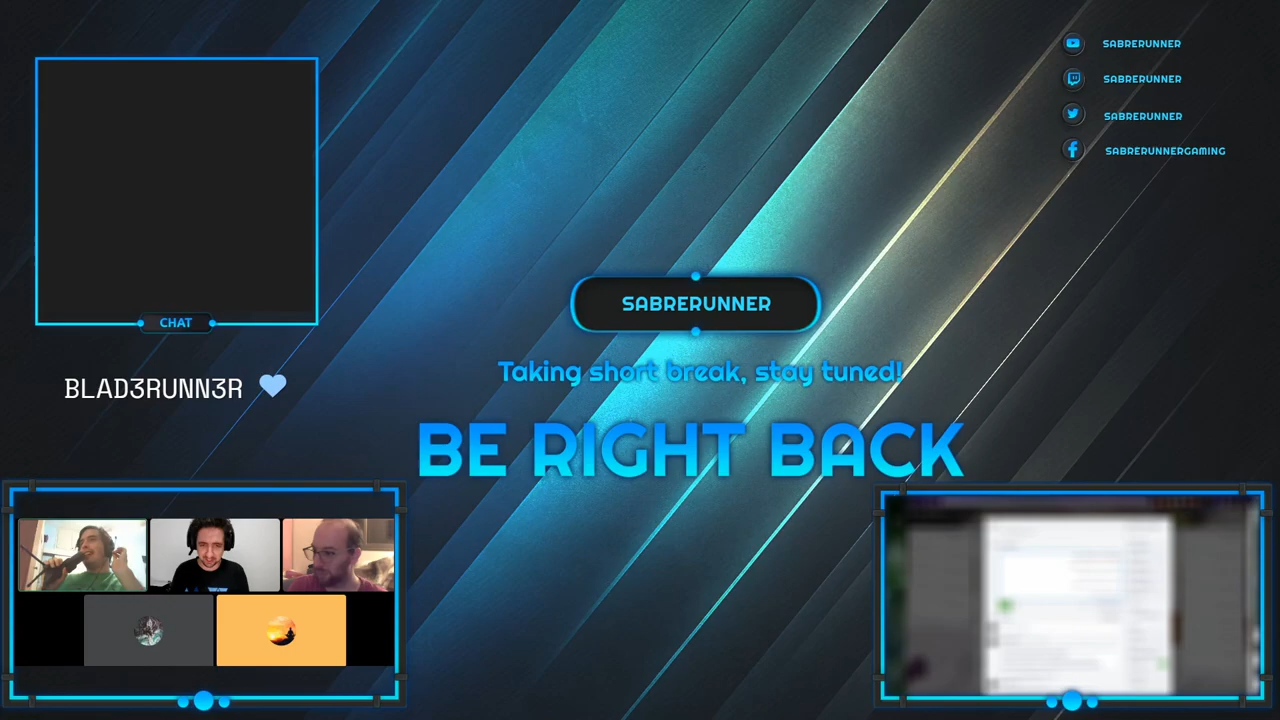 SABRERUNNER
SABRERUNNER
SABRERUNNER
SABRERUNNERGAMING
CHAT
BLAD3RUNN3R
SABRERUNNER
Taking short break, stay tuned!
BE RIGHT BACK